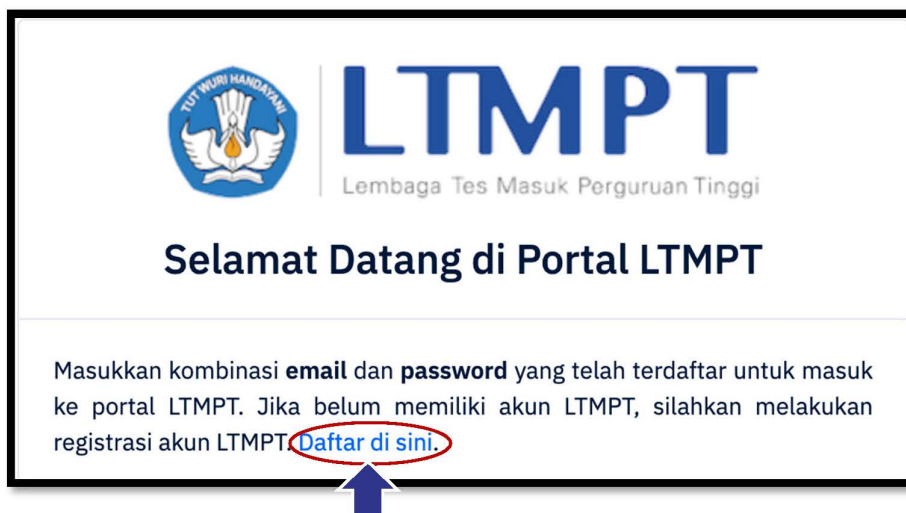 TUT WURI HANDAYANI
LTMPT
Lembaga Tes Masuk Perguruan Tinggi
Selamat Datang di Portal LTMPT
Masukkan kombinasi email dan password yang telah terdaftar untuk masuk
ke portal LTMPT. Jika belum memiliki akun LTMPT, silahkan melakukan
registrasi akun LTMPT. Daftar di sini.